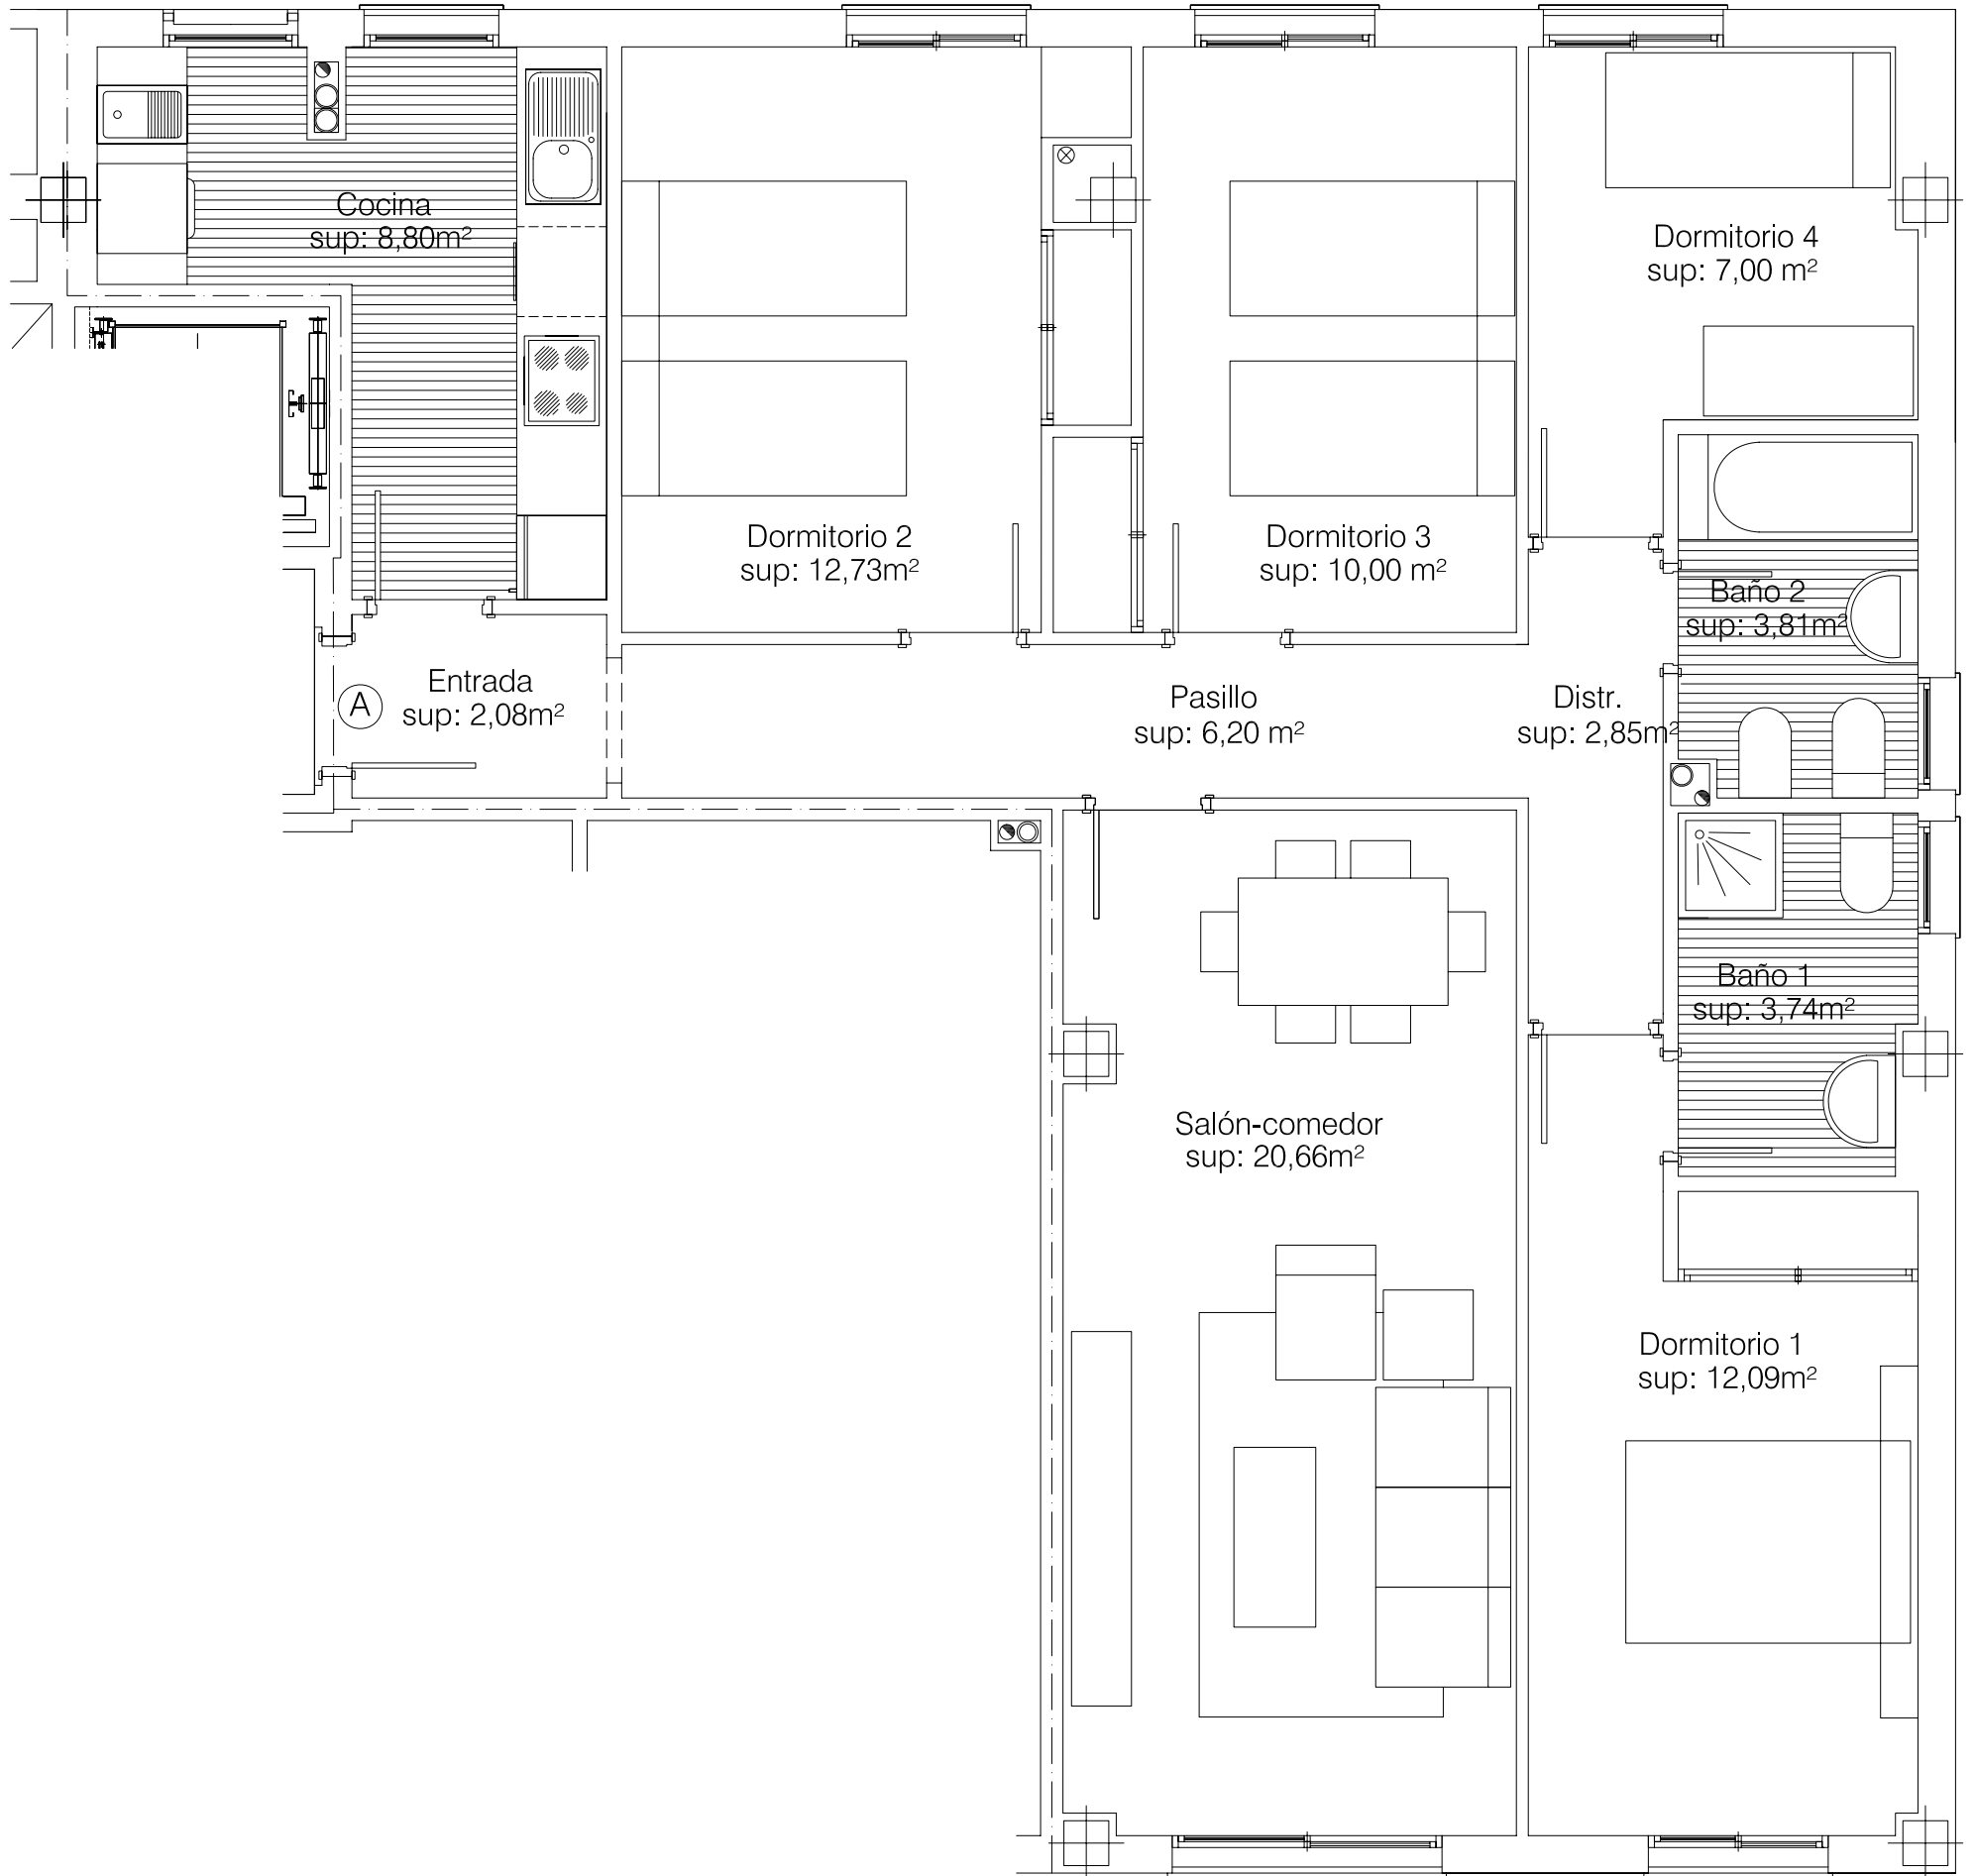 Cocina
sup: 8,80m²
Dormitorio 4
sup: 7,00 m²
Dormitorio 2
sup: 12,73m²
Dormitorio 3
sup: 10,00 m²
Baño 2
sup: 3,81m²
Entrada
sup: 2,08m²
A
Pasillo
sup: 6,20 m²
Distr.
sup: 2,85m²
Baño 1
sup: 3,74m²
Salón-comedor
sup: 20,66m²
Dormitorio 1
sup: 12,09m²